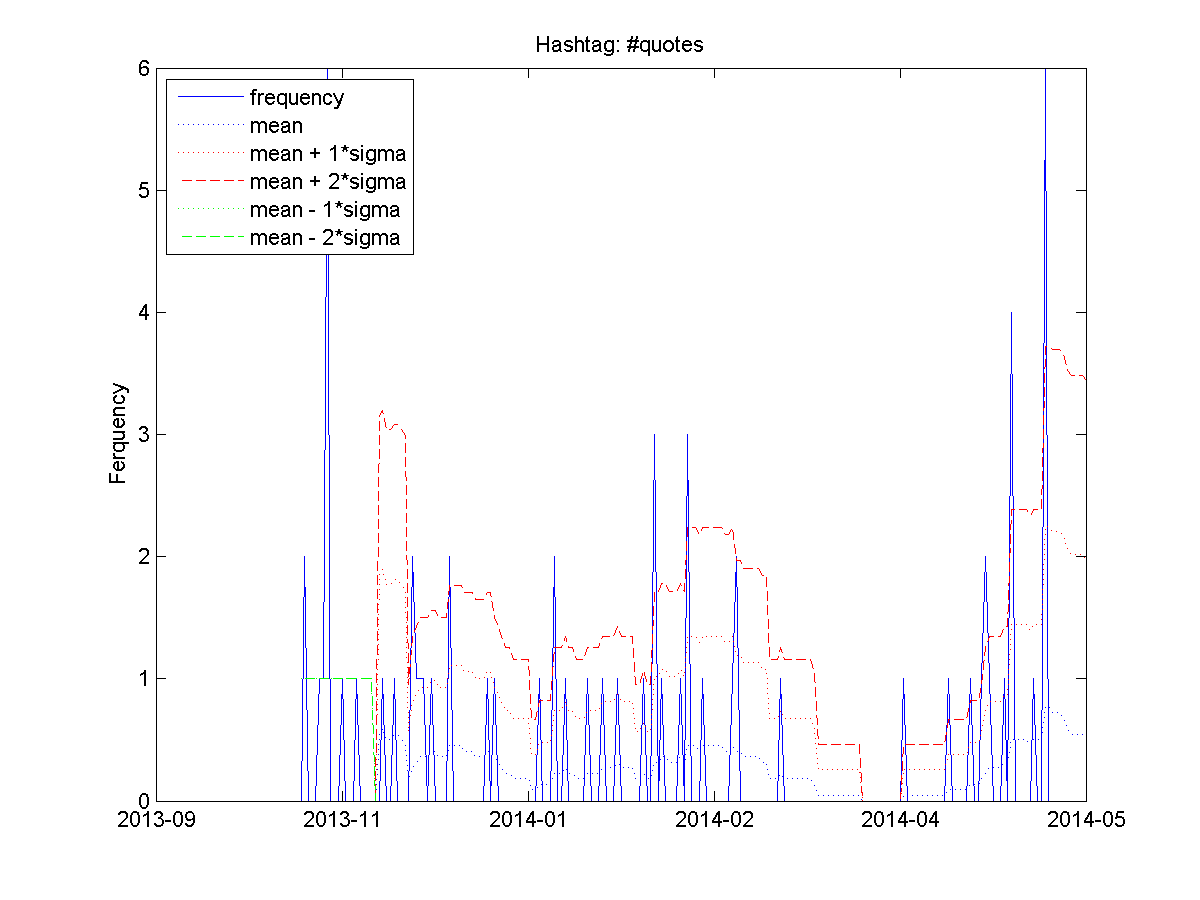 Hashtag: #quotes
6
5
4
3
2
1
0
Ferquency
frequency
mean
mean + 1*sigma
mean + 2*sigma
mean - 1*sigma
mean - 2*sigma
2013-09 2013-11 2014-01 2014-02 2014-04 2014-05